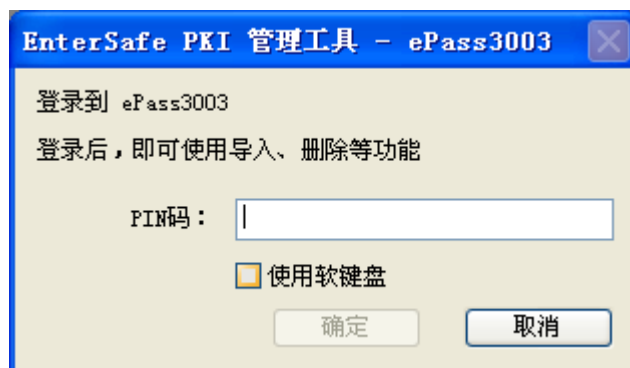 EnterSafe PKI 管理工具 - ePass3003
登录到 ePass3003
登录后，即可使用导入、删除等功能
PIN码：
使用软键盘
确定 取消